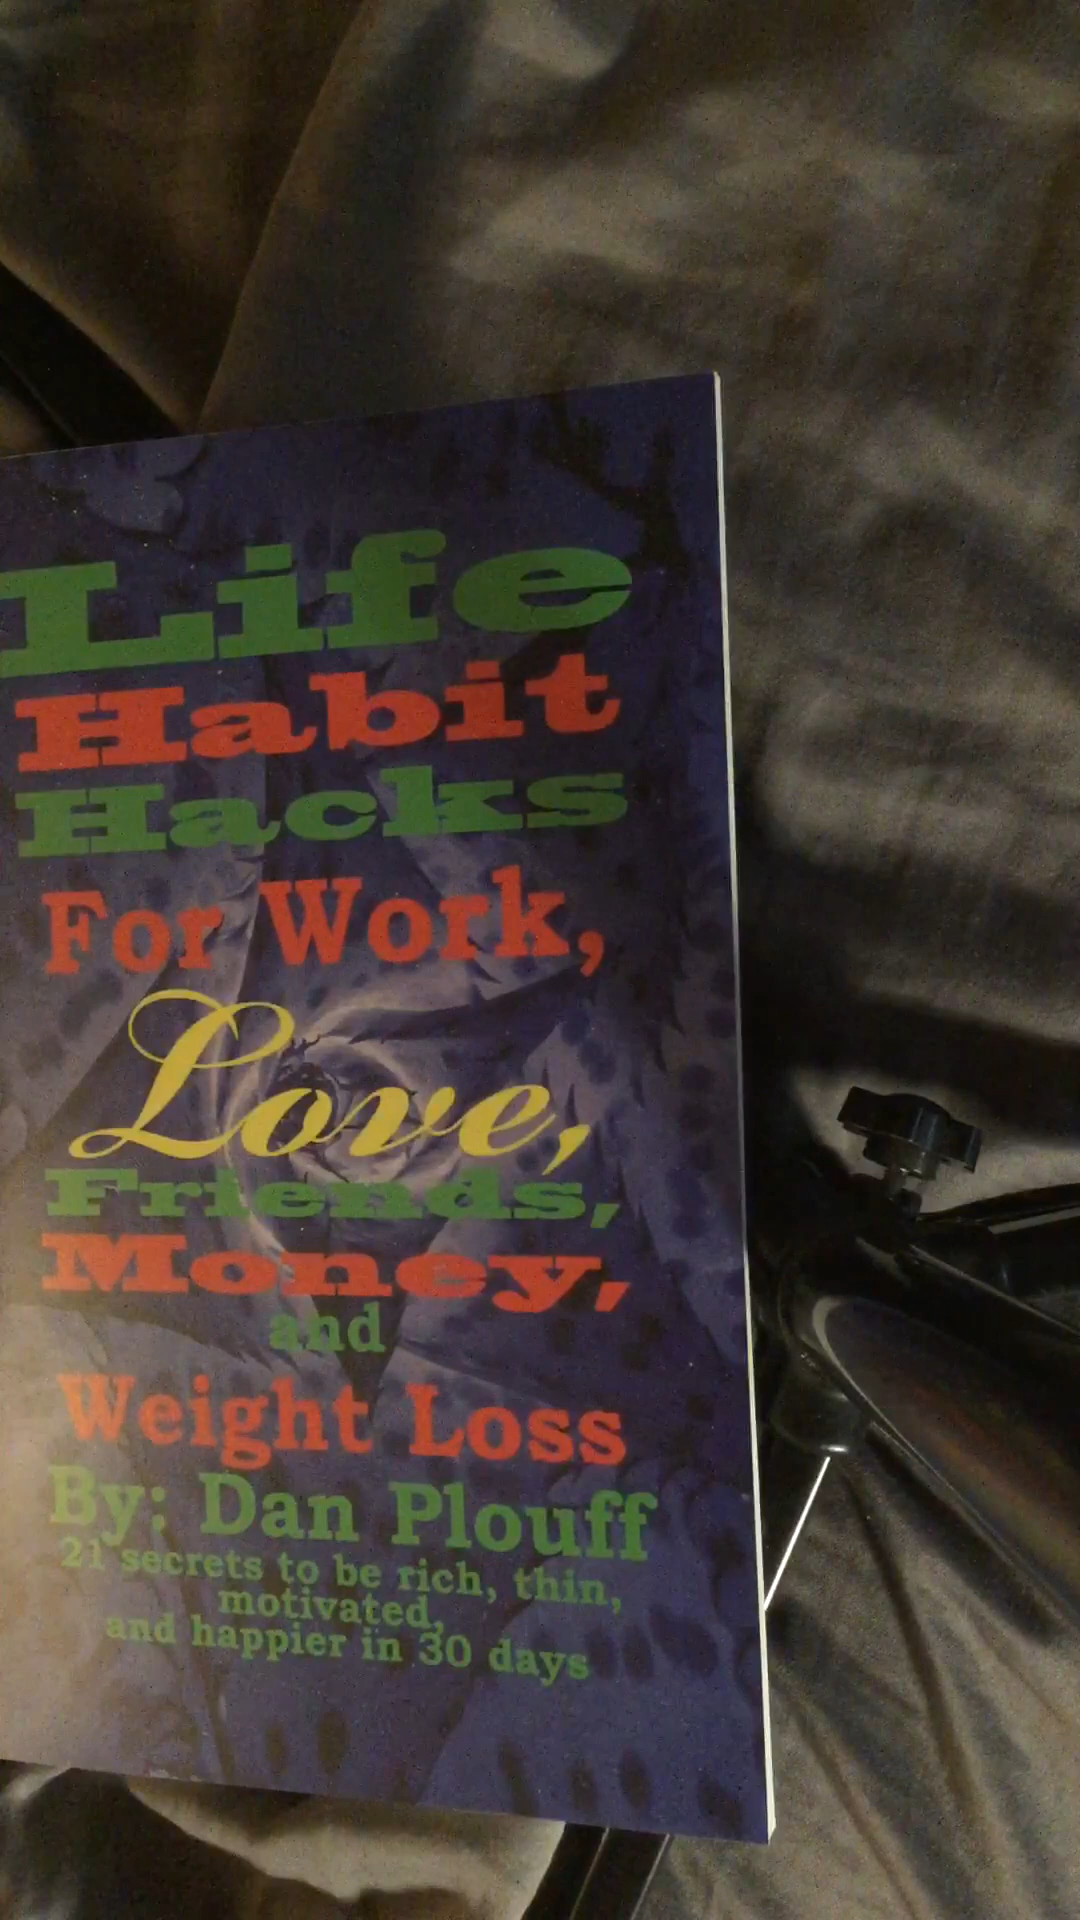 Life
Habit
Hacks
For Work,
Love,
Friends,
Money,
and
Weight Loss
By: Dan Plouff
21 secrets to be rich, thin,
motivated,
and happier in 30 days